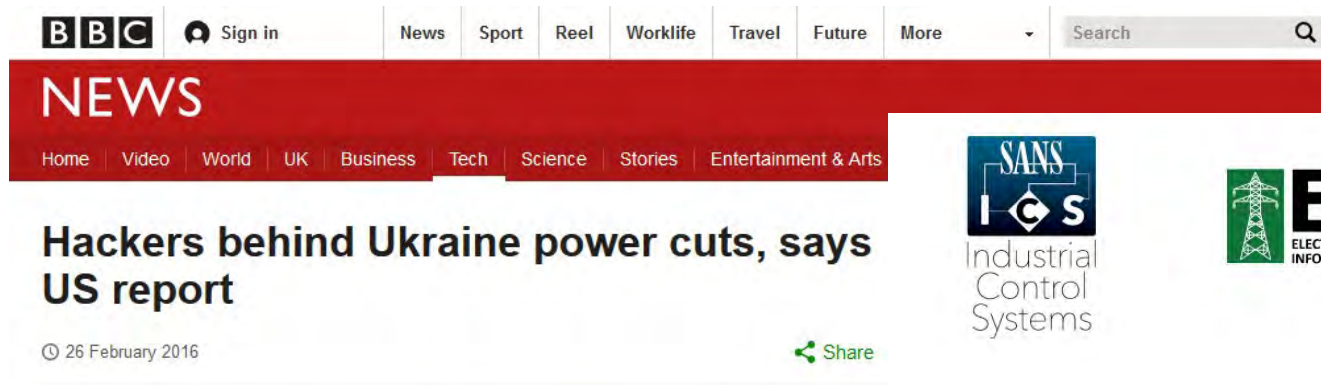 BBC Sign in News Sport Reel Worklife Travel Future More Search
NEWS
Home Video World UK Business Tech Science Stories Entertainment & Arts
Hackers behind Ukraine power cuts, says
US report
26 February 2016 Share
SANS
ICS
Industrial
Control
Systems
E
ELEC
INFO